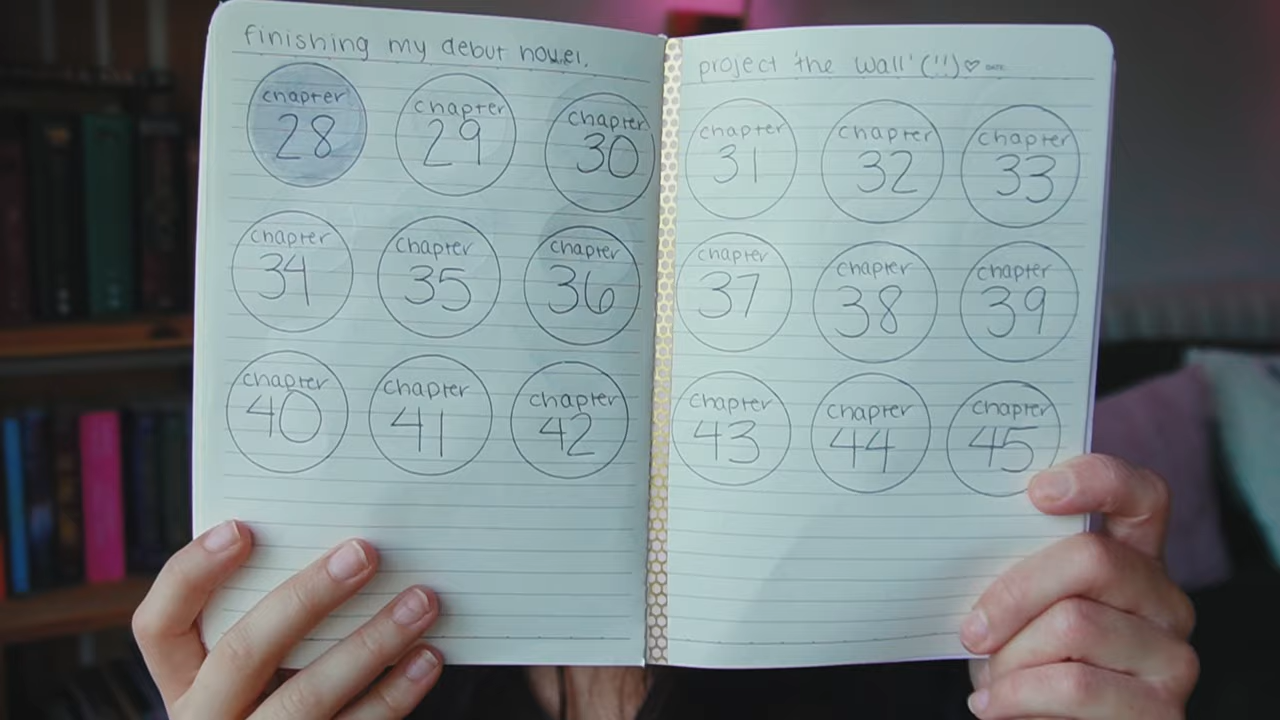 finishing my debut novel.
project 'the wall' (!!)♡
chapter 28
chapter 29
chapter 30
chapter 31
chapter 32
chapter 33
chapter 34
chapter 35
chapter 36
chapter 37
chapter 38
chapter 39
chapter 40
chapter 41
chapter 42
chapter 43
chapter 44
chapter 45